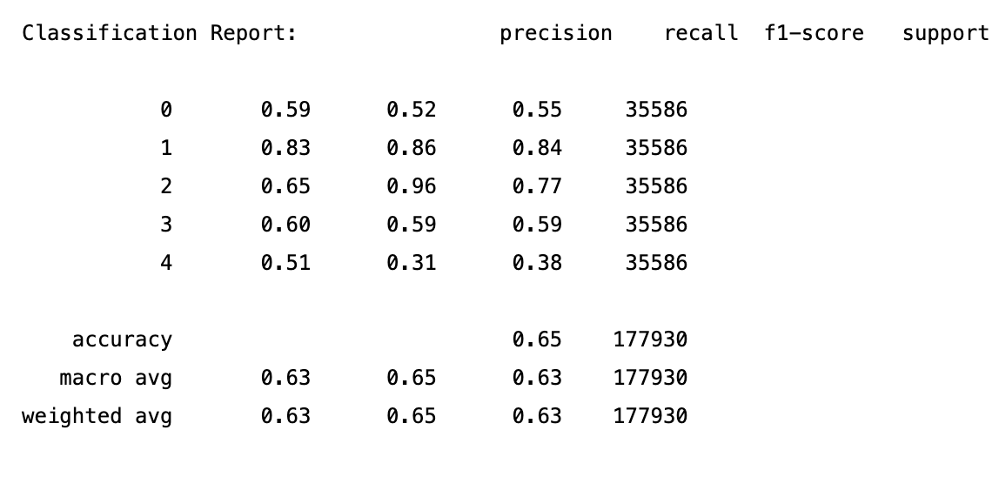 Classification Report:                precision    recall  f1-score   support

           0       0.59      0.52      0.55     35586
           1       0.83      0.86      0.84     35586
           2       0.65      0.96      0.77     35586
           3       0.60      0.59      0.59     35586
           4       0.51      0.31      0.38     35586

    accuracy                           0.65    177930
   macro avg       0.63      0.65      0.63    177930
weighted avg       0.63      0.65      0.63    177930